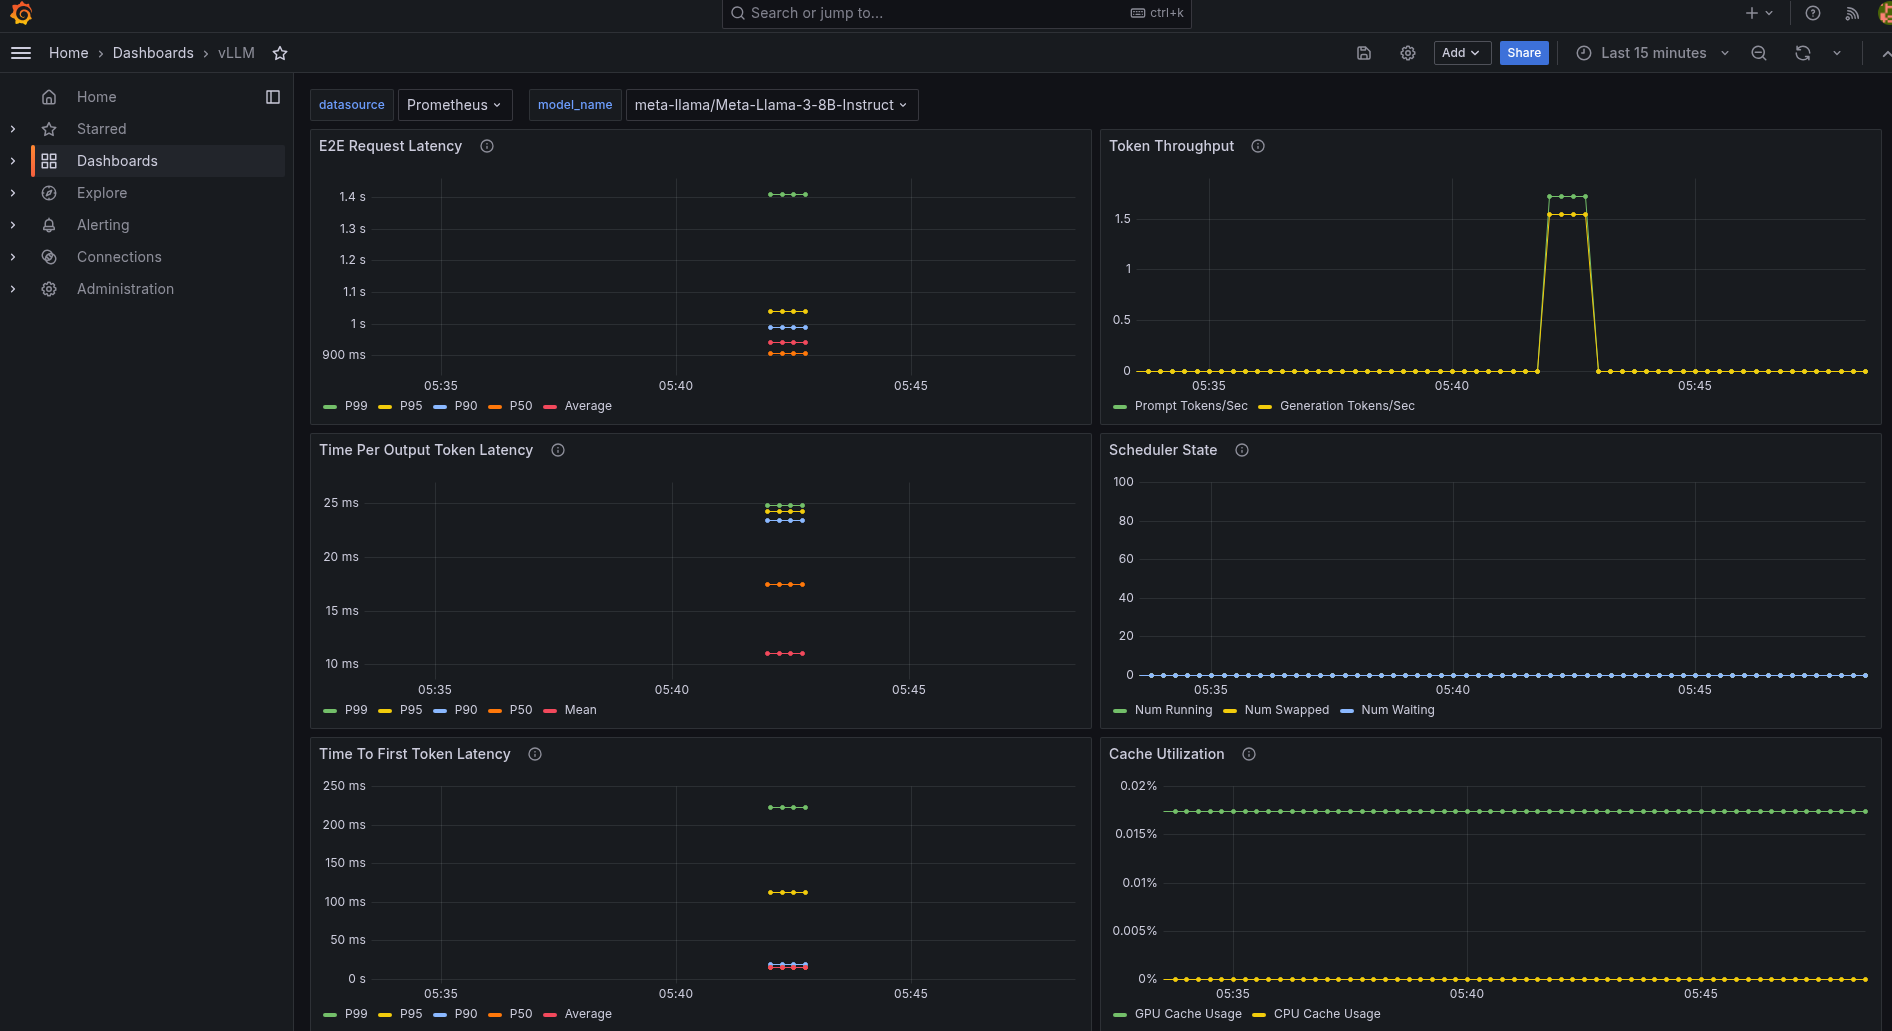 Search or jump to... ctrl+k
Home › Dashboards › vLLM Add Share Last 15 minutes
Home
Starred
Dashboards
Explore
Alerting
Connections
Administration
datasource Prometheus model_name meta-llama/Meta-Llama-3-8B-Instruct
E2E Request Latency
1.4 s
1.3 s
1.2 s
1.1 s
1 s
900 ms
05:35 05:40 05:45
P99 P95 P90 P50 Average
Token Throughput
1.5
1
0.5
0
05:35 05:40 05:45
Prompt Tokens/Sec Generation Tokens/Sec
Time Per Output Token Latency
25 ms
20 ms
15 ms
10 ms
05:35 05:40 05:45
P99 P95 P90 P50 Mean
Scheduler State
100
80
60
40
20
0
05:35 05:40 05:45
Num Running Num Swapped Num Waiting
Time To First Token Latency
250 ms
200 ms
150 ms
100 ms
50 ms
0 s
05:35 05:40 05:45
P99 P95 P90 P50 Average
Cache Utilization
0.02%
0.015%
0.01%
0.005%
0%
05:35 05:40 05:45
GPU Cache Usage CPU Cache Usage